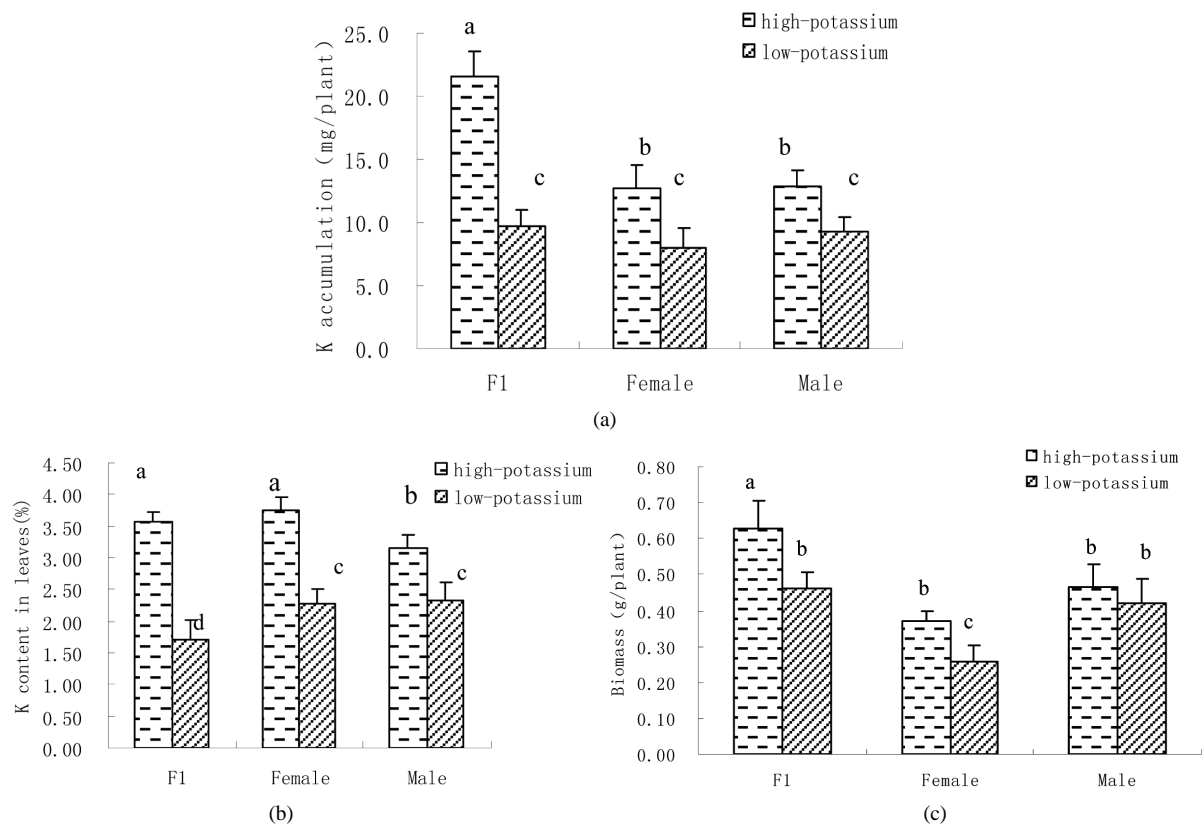 high-potassium
low-potassium
K accumulation (mg/plant)
25.0
20.0
15.0
10.0
5.0
0.0
a
c
b
c
b
c
F1 Female Male
(a)
K content in leaves(%)
4.50
4.00
3.50
3.00
2.50
2.00
1.50
1.00
0.50
0.00
high-potassium
low-potassium
a
d
a
c
b
c
F1 Female Male
(b)
Biomass (g/plant)
0.80
0.70
0.60
0.50
0.40
0.30
0.20
0.10
0.00
high-potassium
low-potassium
a
b
b
c
b
b
F1 Female Male
(c)